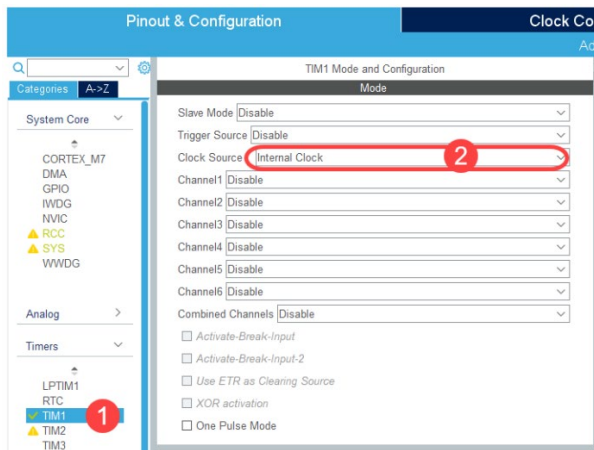 Pinout & Configuration
Clock Co
Ad
TIM1 Mode and Configuration
Categories A->Z
Mode
System Core
CORTEX_M7
DMA
GPIO
IWDG
NVIC
RCC
SYS
WWDG
Analog
Timers
LPTIM1
RTC
TIM1
1
TIM2
TIM3
Slave Mode Disable
Trigger Source Disable
Clock Source Internal Clock
2
Channel1 Disable
Channel2 Disable
Channel3 Disable
Channel4 Disable
Channel5 Disable
Channel6 Disable
Combined Channels Disable
Activate-Break-Input
Activate-Break-Input-2
Use ETR as Clearing Source
XOR activation
One Pulse Mode